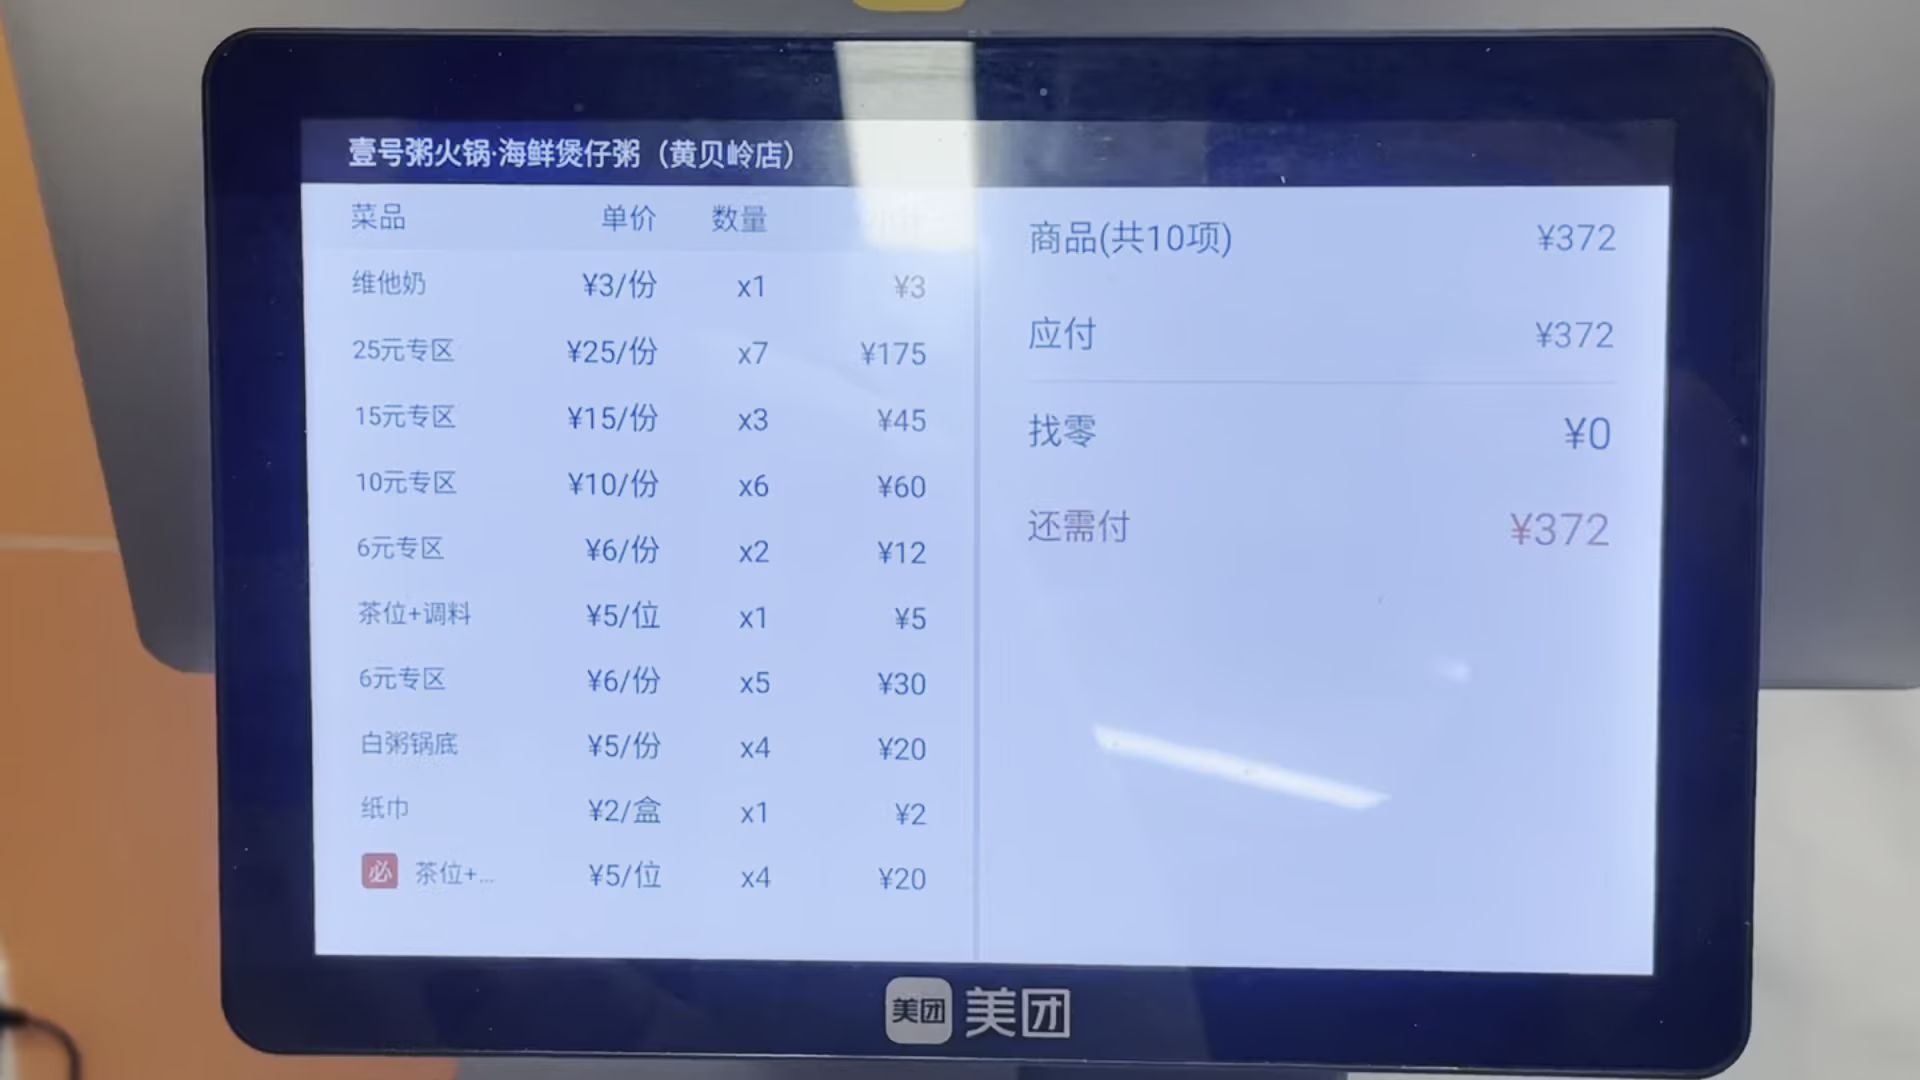 壹号粥火锅·海鲜煲仔粥（黄贝岭店）
菜品 单价 数量 小计
维他奶 ¥3/份 x1 ¥3
25元专区 ¥25/份 x7 ¥175
15元专区 ¥15/份 x3 ¥45
10元专区 ¥10/份 x6 ¥60
6元专区 ¥6/份 x2 ¥12
茶位+调料 ¥5/位 x1 ¥5
6元专区 ¥6/份 x5 ¥30
白粥锅底 ¥5/份 x4 ¥20
纸巾 ¥2/盒 x1 ¥2
必 茶位+... ¥5/位 x4 ¥20
商品(共10项) ¥372
应付 ¥372
找零 ¥0
还需付 ¥372
美团 美团